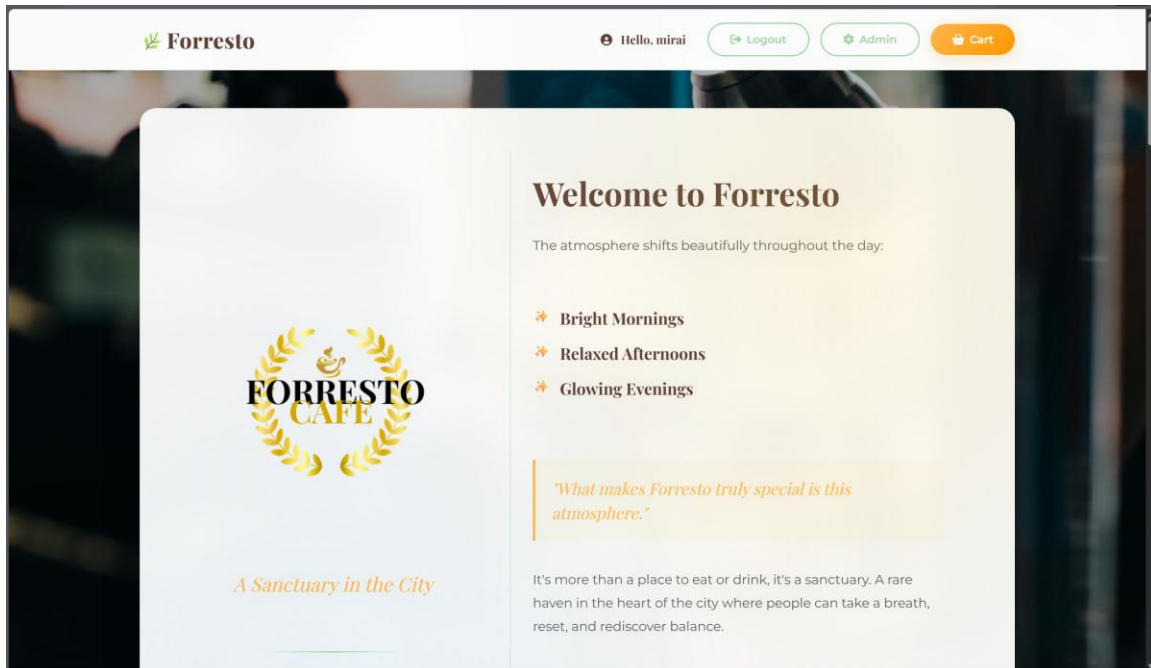 Forresto
Hello, mirai
Logout
Admin
Cart
FORRESTO
CAFE
A Sanctuary in the City
Welcome to Forresto
The atmosphere shifts beautifully throughout the day:
Bright Mornings
Relaxed Afternoons
Glowing Evenings
"What makes Forresto truly special is this
atmosphere."
It's more than a place to eat or drink, it's a sanctuary. A rare
haven in the heart of the city where people can take a breath,
reset, and rediscover balance.